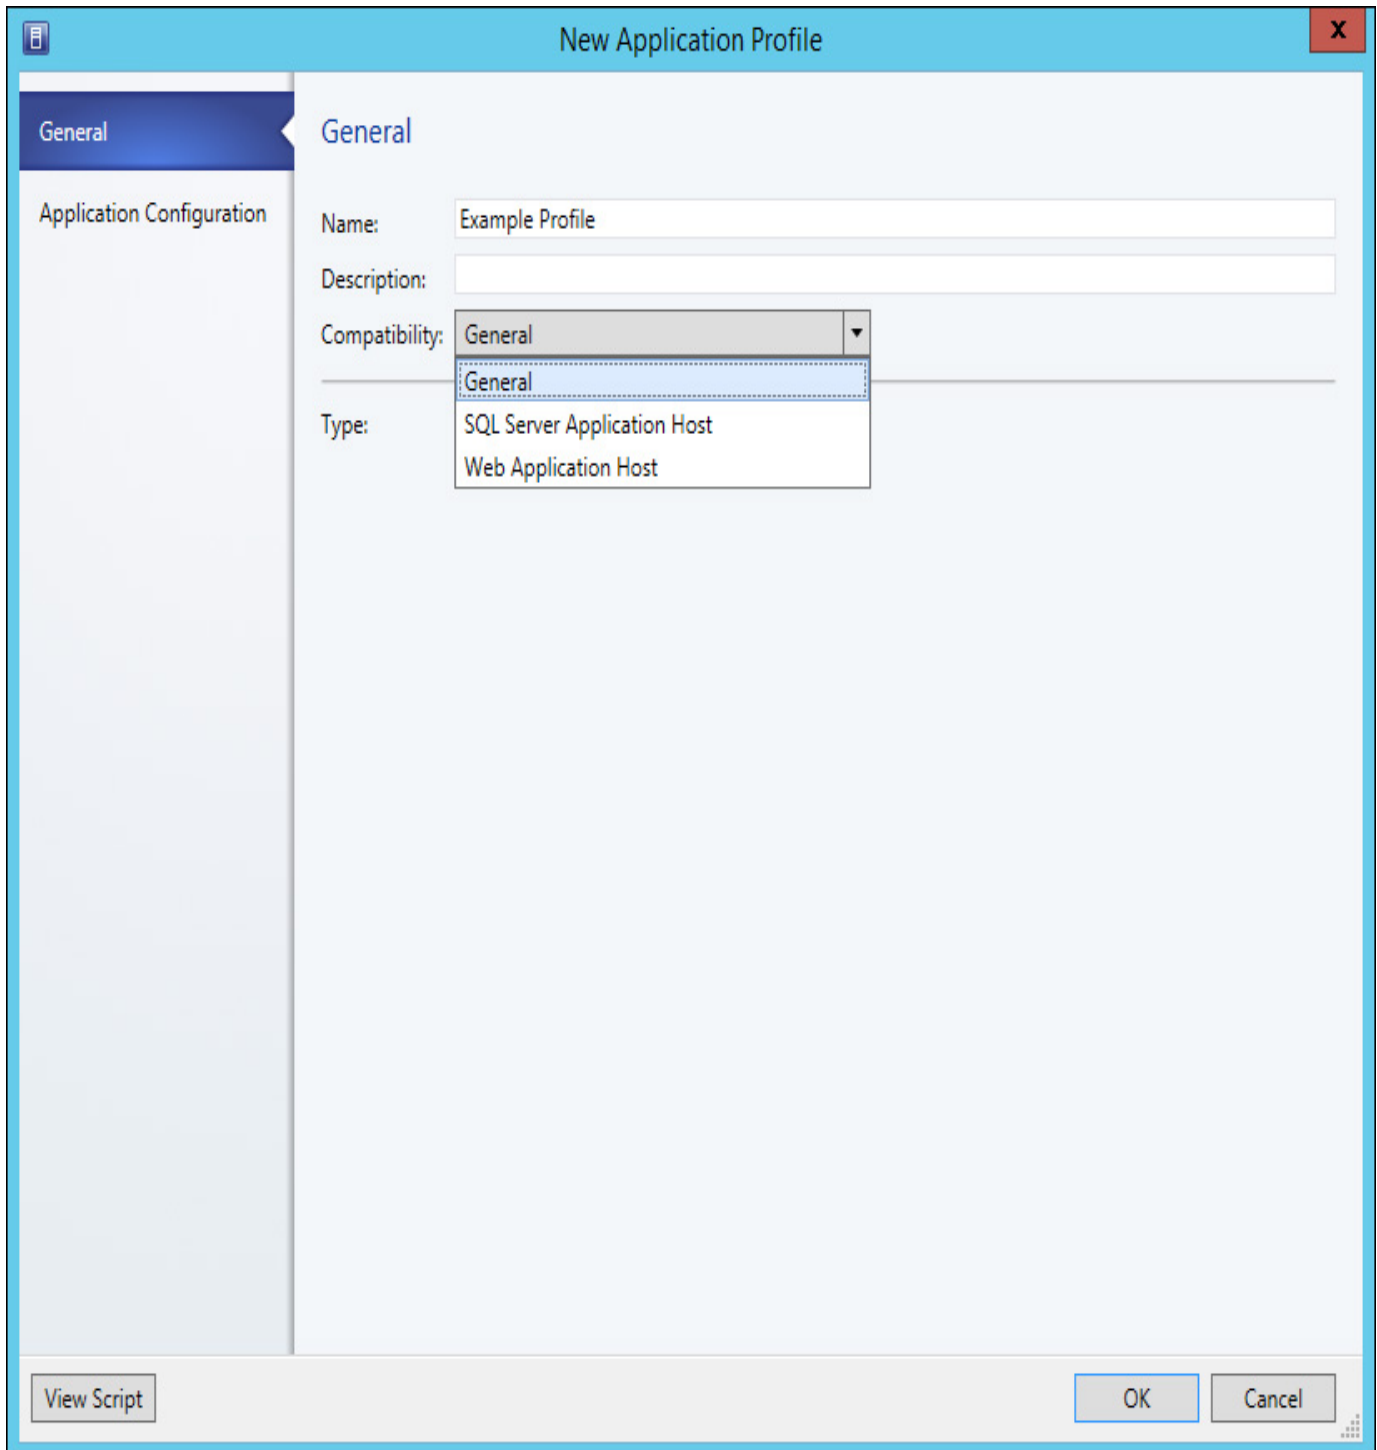 New Application Profile
X
General
Application Configuration
General
Name: Example Profile
Description:
Compatibility: General
General
Type: SQL Server Application Host
Web Application Host
View Script
OK Cancel